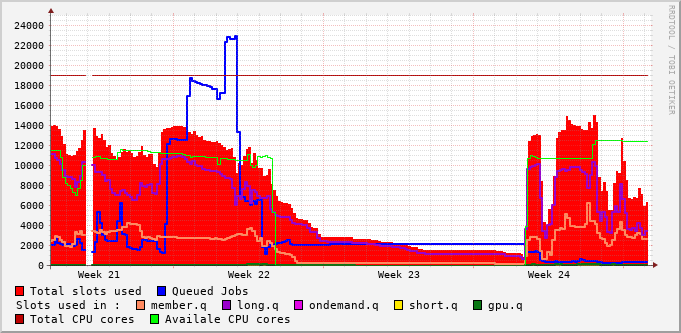 RRDTOOL / TOBI OETIKER
24000
22000
20000
18000
16000
14000
12000
10000
8000
6000
4000
2000
0
Week 21 Week 22 Week 23 Week 24
Total slots used Queued Jobs
Slots used in : member.q long.q ondemand.q short.q gpu.q
Total CPU cores Availale CPU cores